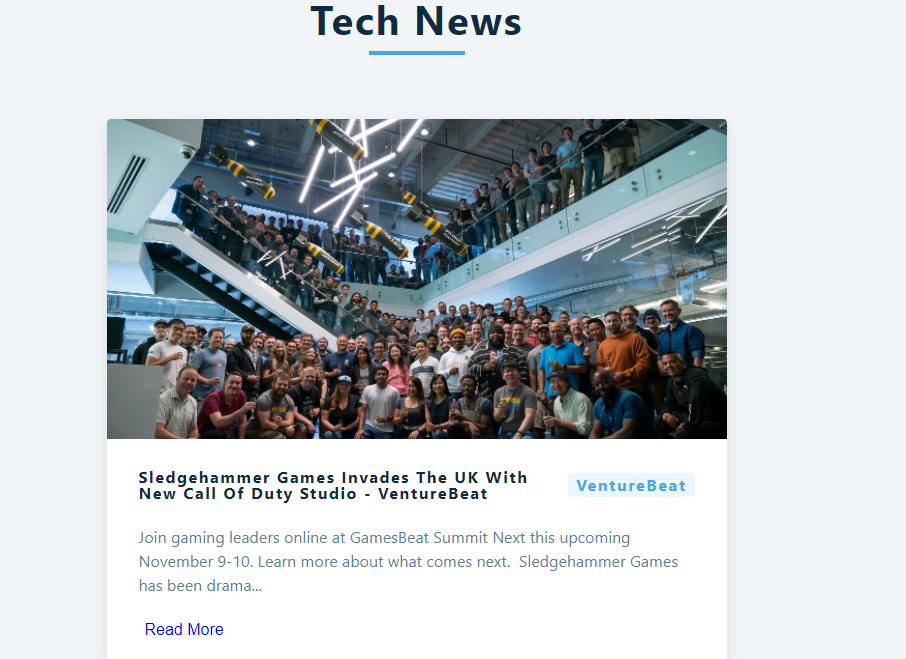 Tech News
Sledgehammer Games Invades The UK With
New Call Of Duty Studio - VentureBeat
VentureBeat
Join gaming leaders online at GamesBeat Summit Next this upcoming
November 9-10. Learn more about what comes next.  Sledgehammer Games
has been drama...
Read More